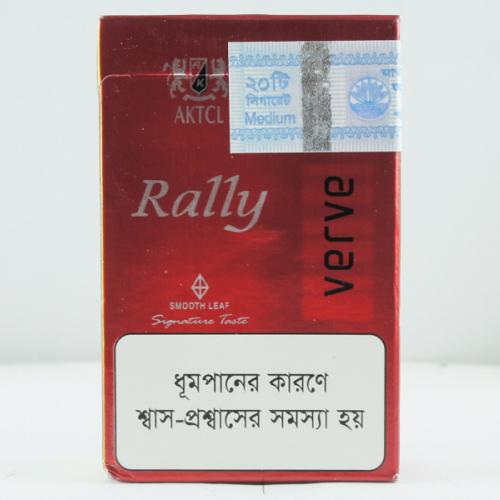 ২০টি
সিগারেট
Medium
AKTCL
Rally
verve
SMOOTH LEAF
Signature Taste
ধূমপানের কারণে
শ্বাস-প্রশ্বাসের সমস্যা হয়